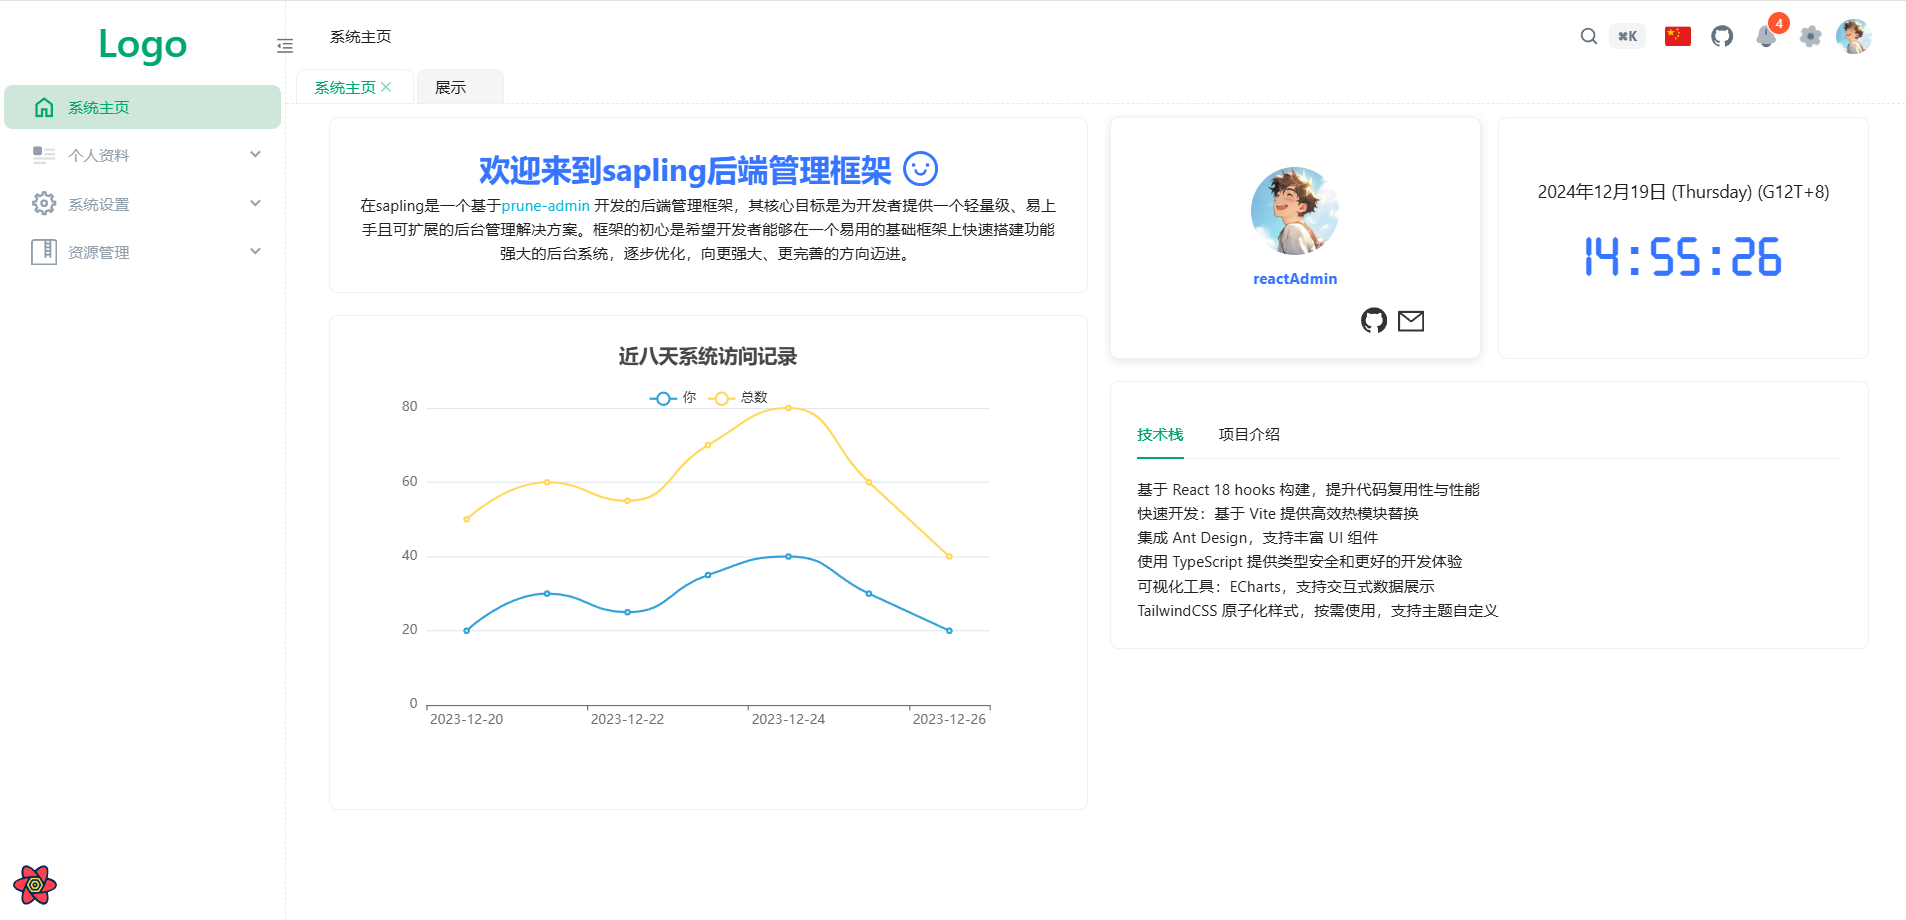 Logo
系统主页
个人资料
系统设置
资源管理
系统主页
⌘K
4
系统主页
展示
欢迎来到sapling后端管理框架
在sapling是一个基于prune-admin 开发的后端管理框架，其核心目标是为开发者提供一个轻量级、易上
手且可扩展的后台管理解决方案。框架的初心是希望开发者能够在一个易用的基础框架上快速搭建功能
强大的后台系统，逐步优化，向更强大、更完善的方向迈进。
近八天系统访问记录
你 总数
80
60
40
20
0
2023-12-20 2023-12-22 2023-12-24 2023-12-26
reactAdmin
2024年12月19日 (Thursday) (G12T+8)
14:55:26
技术栈 项目介绍
基于 React 18 hooks 构建，提升代码复用性与性能
快速开发：基于 Vite 提供高效热模块替换
集成 Ant Design，支持丰富 UI 组件
使用 TypeScript 提供类型安全和更好的开发体验
可视化工具：ECharts，支持交互式数据展示
TailwindCSS 原子化样式，按需使用，支持主题自定义